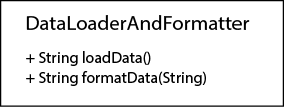 DataLoaderAndFormatter
+ String loadData()
+ String formatData(String)